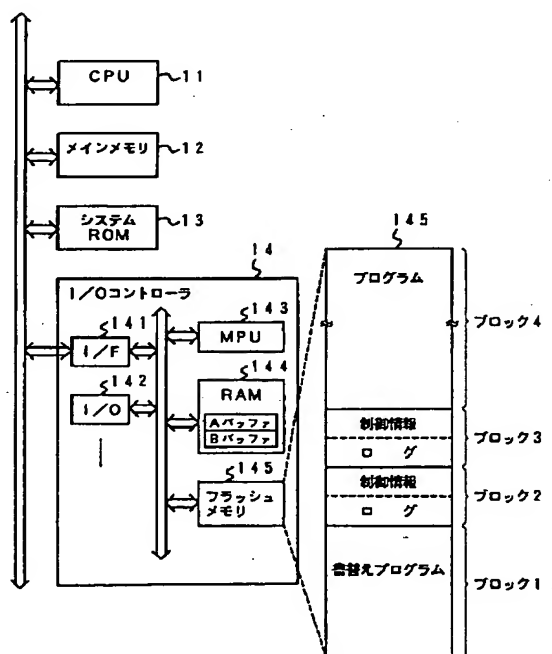 CPU
11
メインメモリ
12
システム
ROM
13
14
I/Oコントローラ
141
I/F
142
I/O
143
MPU
144
RAM
Aバッファ
Bバッファ
145
フラッシュ
メモリ
145
プログラム
ブロック4
制御情報
ログ
ブロック3
制御情報
ログ
ブロック2
書替えプログラム
ブロック1